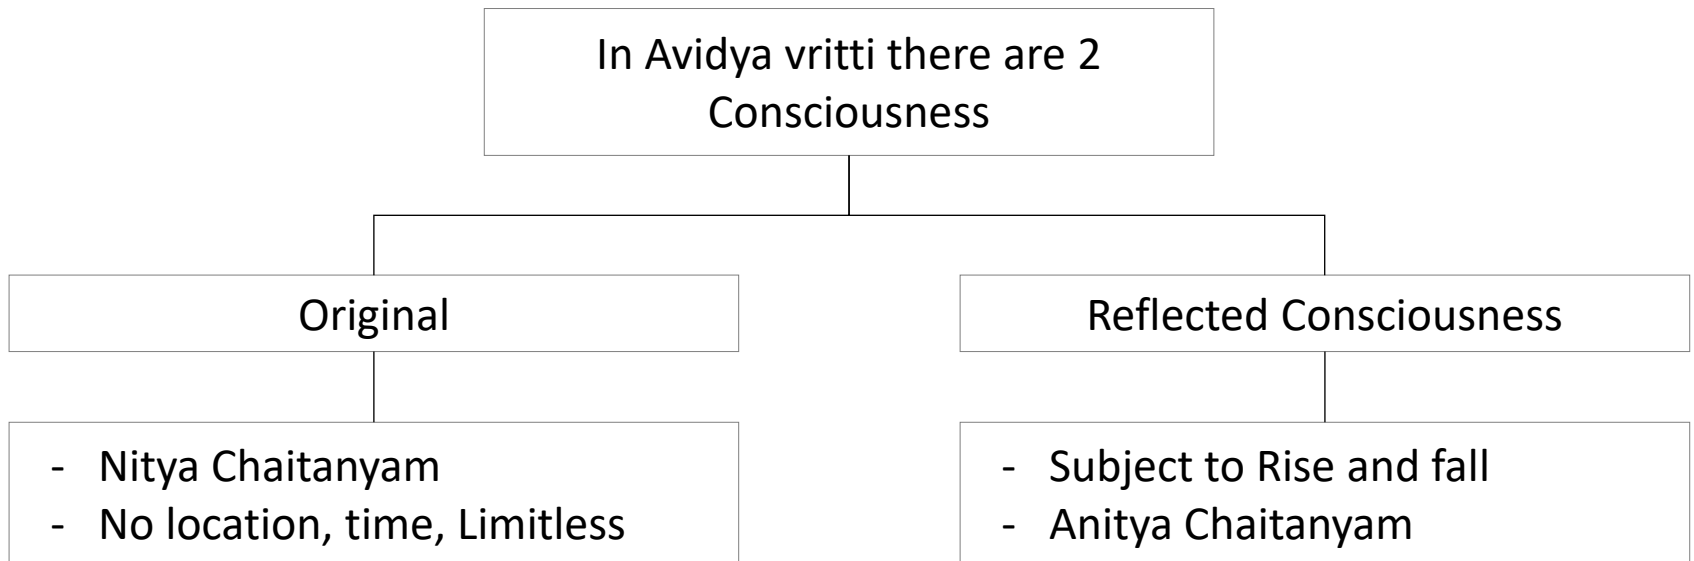 In Avidya vritti there are 2
Consciousness
Original
Reflected Consciousness
- Nitya Chaitanyam
- No location, time, Limitless
- Subject to Rise and fall
- Anitya Chaitanyam